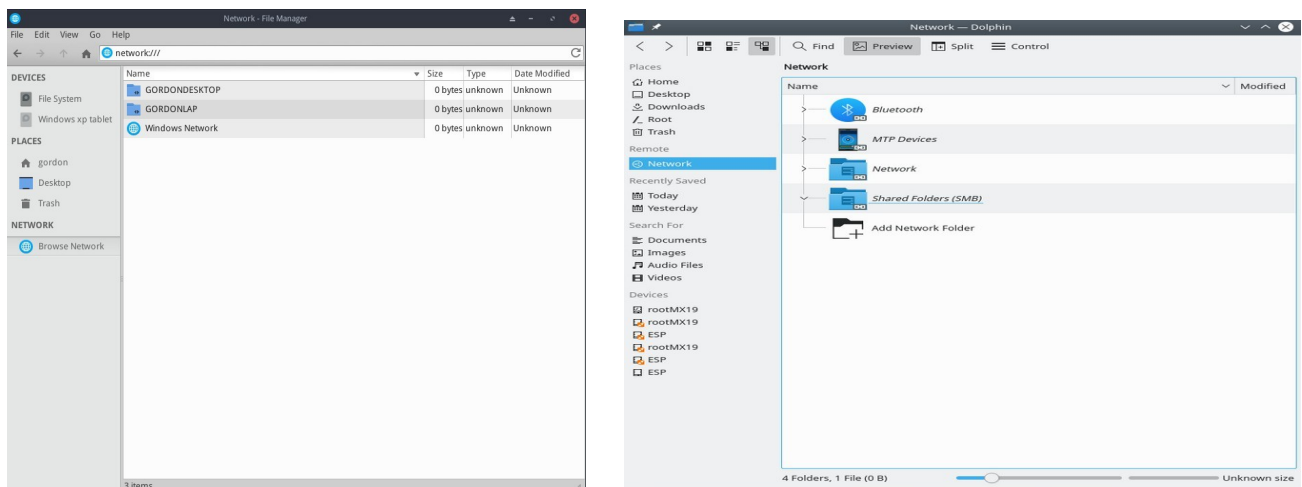 Network - File Manager
File Edit View Go Help
network:///
DEVICES
File System
Windows xp tablet
PLACES
gordon
Desktop
Trash
NETWORK
Browse Network
Name Size Type Date Modified
GORDONDESKTOP 0 bytes unknown Unknown
GORDONLAP 0 bytes unknown Unknown
Windows Network 0 bytes unknown Unknown
3 items
Network — Dolphin
Find Preview Split Control
Places
Home
Desktop
Downloads
Root
Trash
Remote
Network
Recently Saved
Today
Yesterday
Search For
Documents
Images
Audio Files
Videos
Devices
rootMX19
rootMX19
ESP
rootMX19
ESP
ESP
Network
Name Modified
Bluetooth
MTP Devices
Network
Shared Folders (SMB)
Add Network Folder
4 Folders, 1 File (0 B) Unknown size